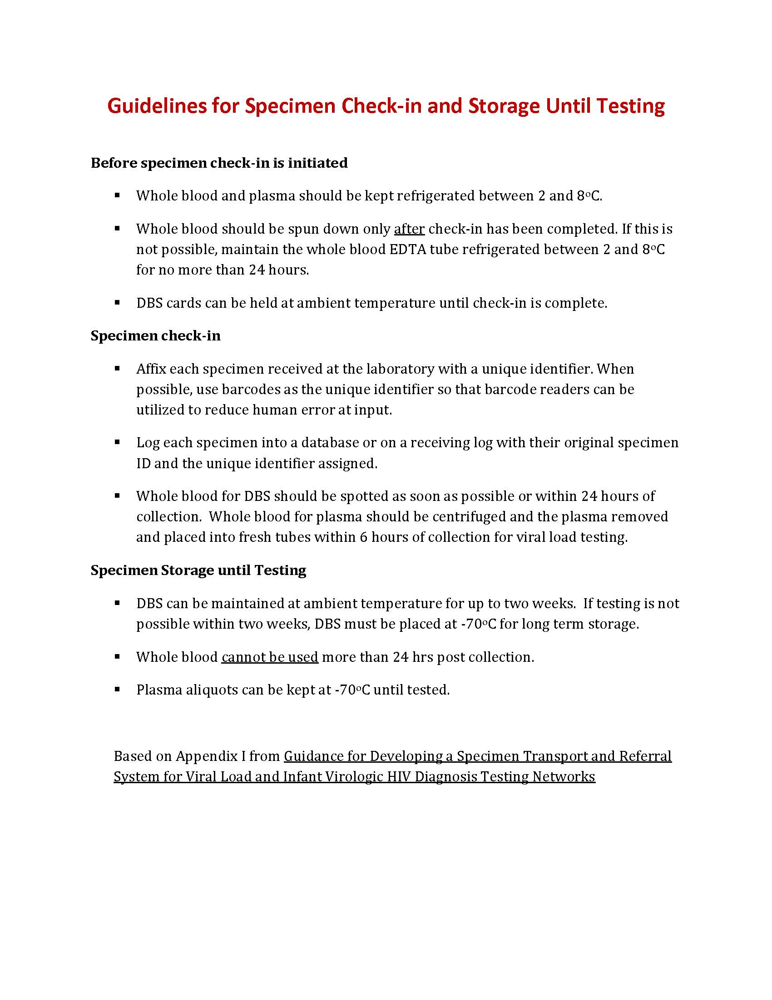 Guidelines for Specimen Check-in and Storage Until Testing
Before specimen check-in is initiated
▪ Whole blood and plasma should be kept refrigerated between 2 and 8ᵒC.
▪ Whole blood should be spun down only after check-in has been completed. If this is
not possible, maintain the whole blood EDTA tube refrigerated between 2 and 8ᵒC
for no more than 24 hours.
▪ DBS cards can be held at ambient temperature until check-in is complete.
Specimen check-in
▪ Affix each specimen received at the laboratory with a unique identifier. When
possible, use barcodes as the unique identifier so that barcode readers can be
utilized to reduce human error at input.
▪ Log each specimen into a database or on a receiving log with their original specimen
ID and the unique identifier assigned.
▪ Whole blood for DBS should be spotted as soon as possible or within 24 hours of
collection.  Whole blood for plasma should be centrifuged and the plasma removed
and placed into fresh tubes within 6 hours of collection for viral load testing.
Specimen Storage until Testing
▪ DBS can be maintained at ambient temperature for up to two weeks.  If testing is not
possible within two weeks, DBS must be placed at -70ᵒC for long term storage.
▪ Whole blood cannot be used more than 24 hrs post collection.
▪ Plasma aliquots can be kept at -70ᵒC until tested.
Based on Appendix I from Guidance for Developing a Specimen Transport and Referral
System for Viral Load and Infant Virologic HIV Diagnosis Testing Networks